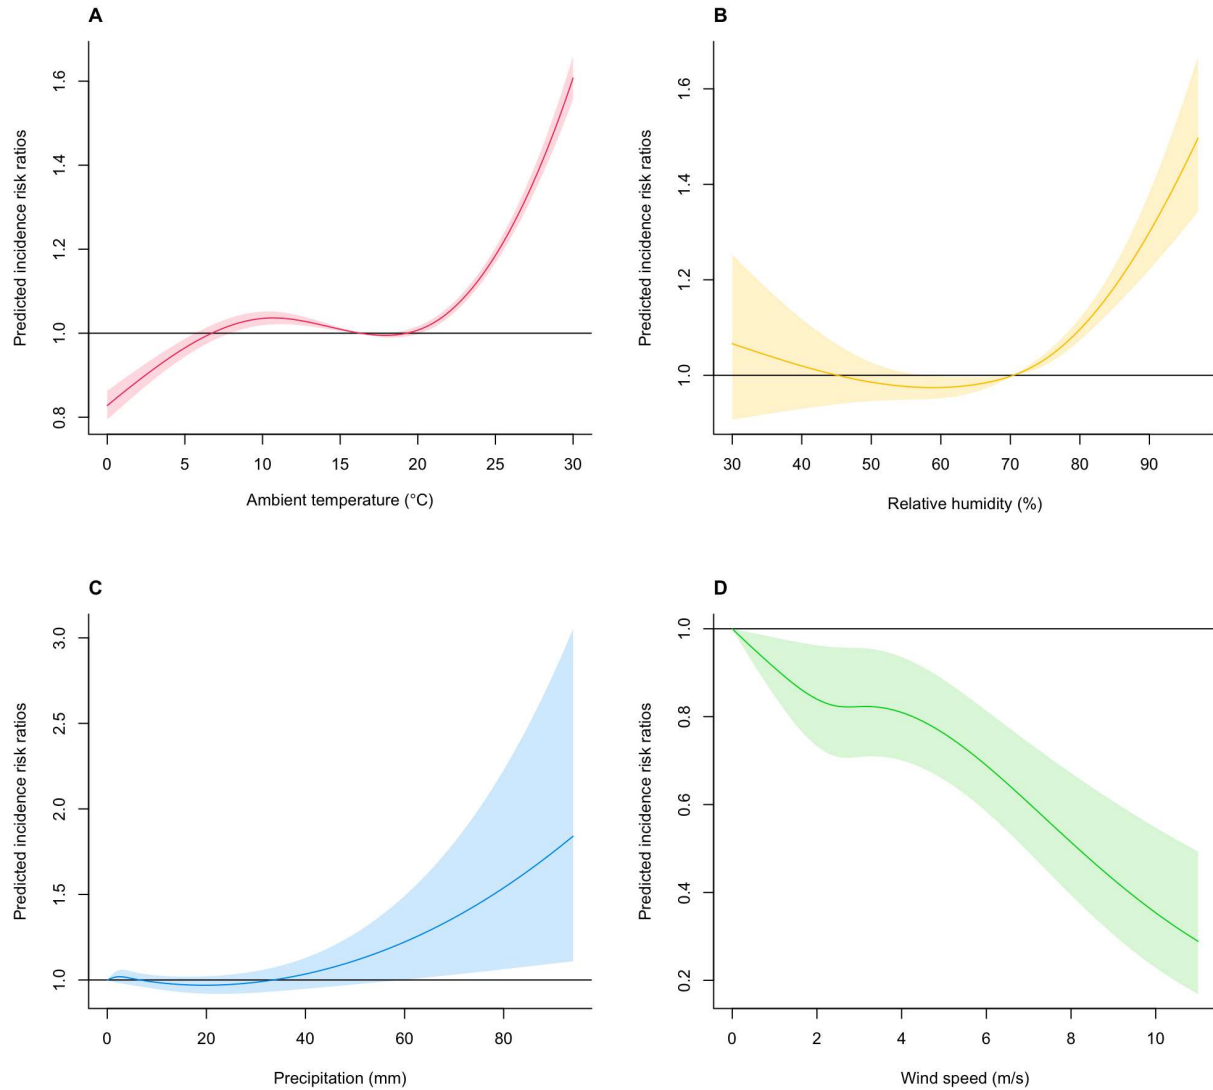 A
Predicted incidence risk ratios
1.6
1.4
1.2
1.0
0.8
0 5 10 15 20 25 30
Ambient temperature (°C)
B
Predicted incidence risk ratios
1.6
1.4
1.2
1.0
30 40 50 60 70 80 90
Relative humidity (%)
C
Predicted incidence risk ratios
3.0
2.5
2.0
1.5
1.0
0 20 40 60 80
Precipitation (mm)
D
Predicted incidence risk ratios
1.0
0.8
0.6
0.4
0.2
0 2 4 6 8 10
Wind speed (m/s)